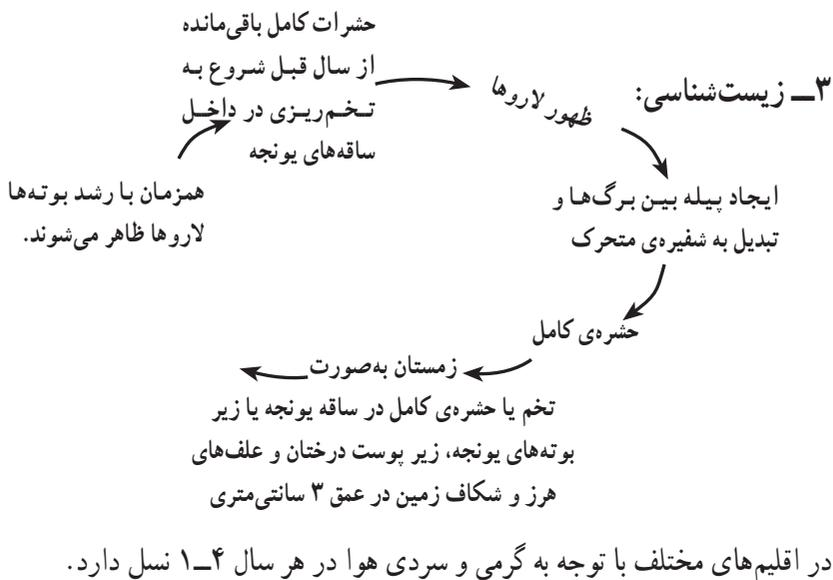 ۳ــ زیست‌شناسی:
حشرات کامل باقی‌مانده
از سال قبل شروع به
تخم‌ریزی در داخل
ساقه‌های یونجه
ظهور لاروها
ایجاد پیله بین برگ‌ها و
تبدیل به شفیره‌ی متحرک
حشره‌ی کامل
زمستان به‌صورت
تخم یا حشره‌ی کامل در ساقه یونجه یا زیر
بوته‌های یونجه، زیر پوست درختان و علف‌های
هرز و شکاف زمین در عمق ۳ سانتی‌متری
همزمان با رشد بوته‌ها
لاروها ظاهر می‌شوند.
در اقلیم‌های مختلف با توجه به گرمی و سردی هوا در هر سال ۴ــ۱ نسل دارد.